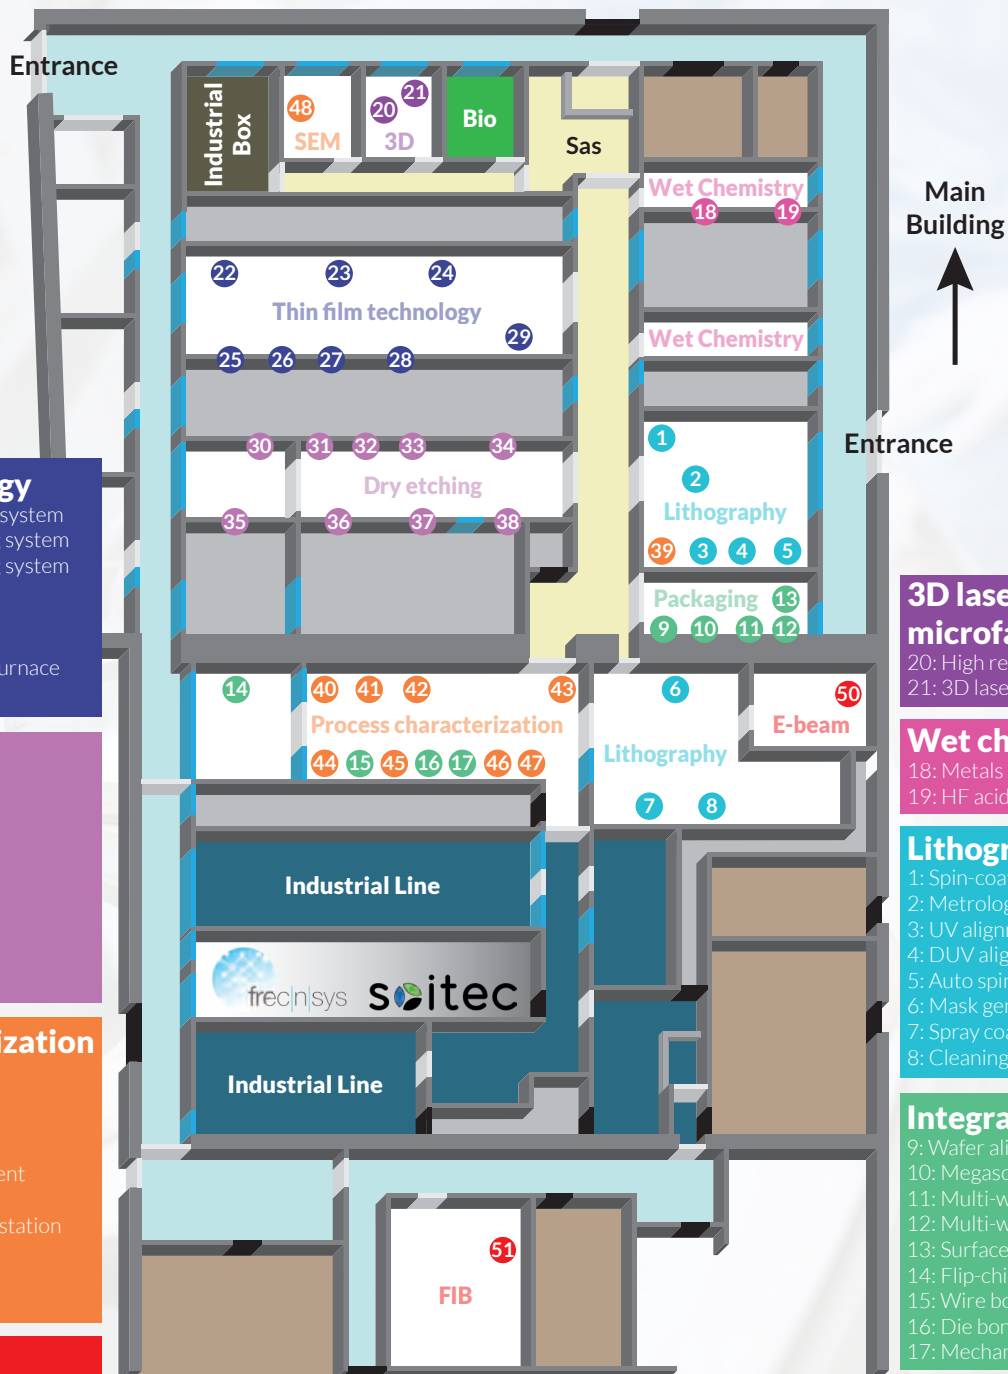 Entrance
Industrial
Box
48
SEM
20
21
3D
Bio
Sas
Wet Chemistry
18
19
Main
Building
22
23
24
Thin film technology
29
25
26
27
28
Wet Chemistry
30
31
32
33
34
Dry etching
35
36
37
38
1
2
Lithography
39
3
4
5
Entrance
Packaging
13
9
10
11
12
14
40
41
42
43
Process characterization
44
15
45
16
17
46
47
6
Lithography
7
8
50
E-beam
Industrial Line
frec|n|sys
soitec
Industrial Line
51
FIB
gy
system
g system
g system
urnace
ization
ent
station
3D lase
microfa
20: High re
21: 3D lase
Wet ch
18: Metals
19: HF acid
Lithogr
1: Spin-coa
2: Metrolog
3: UV alignr
4: DUV alig
5: Auto spin
6: Mask gen
7: Spray coa
8: Cleaning
Integra
9: Wafer ali
10: Megaso
11: Multi-w
12: Multi-w
13: Surface
14: Flip-chi
15: Wire bo
16: Die bon
17: Mechan